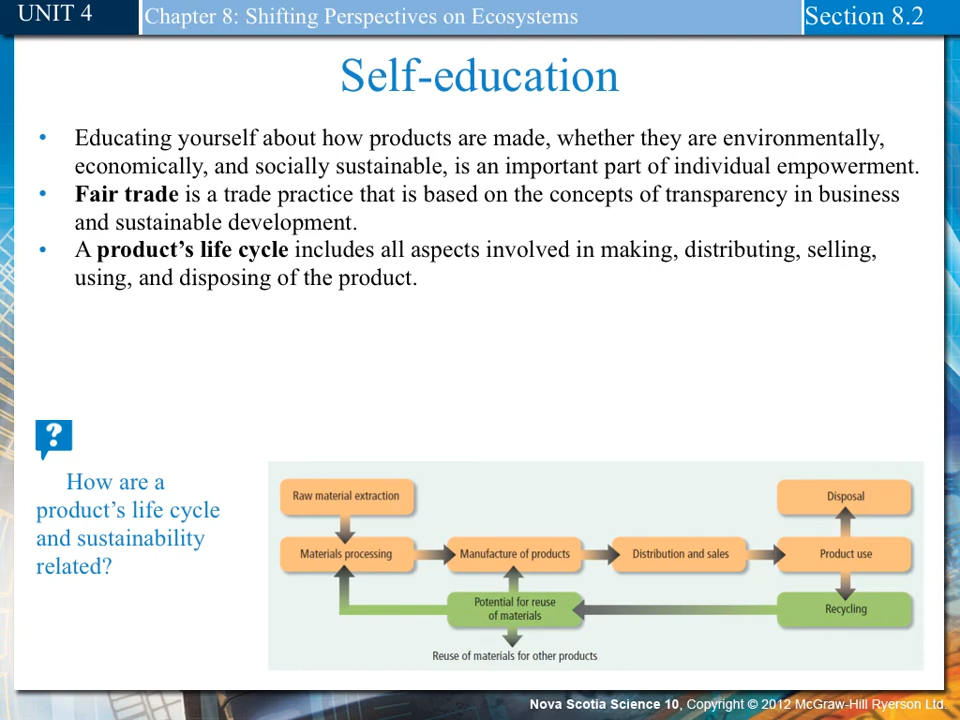 UNIT 4
Chapter 8: Shifting Perspectives on Ecosystems
Section 8.2
Self-education
• Educating yourself about how products are made, whether they are environmentally,
economically, and socially sustainable, is an important part of individual empowerment.
• Fair trade is a trade practice that is based on the concepts of transparency in business
and sustainable development.
• A product’s life cycle includes all aspects involved in making, distributing, selling,
using, and disposing of the product.
?
How are a
product’s life cycle
and sustainability
related?
Raw material extraction
Disposal
Materials processing
Manufacture of products
Distribution and sales
Product use
Potential for reuse
of materials
Recycling
Reuse of materials for other products
Nova Scotia Science 10, Copyright © 2012 McGraw-Hill Ryerson Ltd.